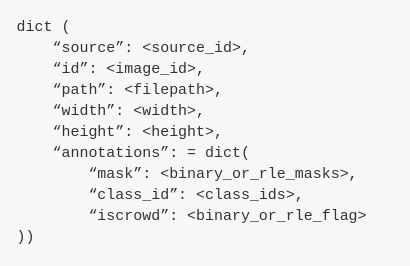 dict (
“source”: <source_id>,
“id”: <image_id>,
“path”: <filepath>,
“width”: <width>,
“height”: <height>,
“annotations”: = dict(
“mask”: <binary_or_rle_masks>,
“class_id”: <class_ids>,
“iscrowd”: <binary_or_rle_flag>
))